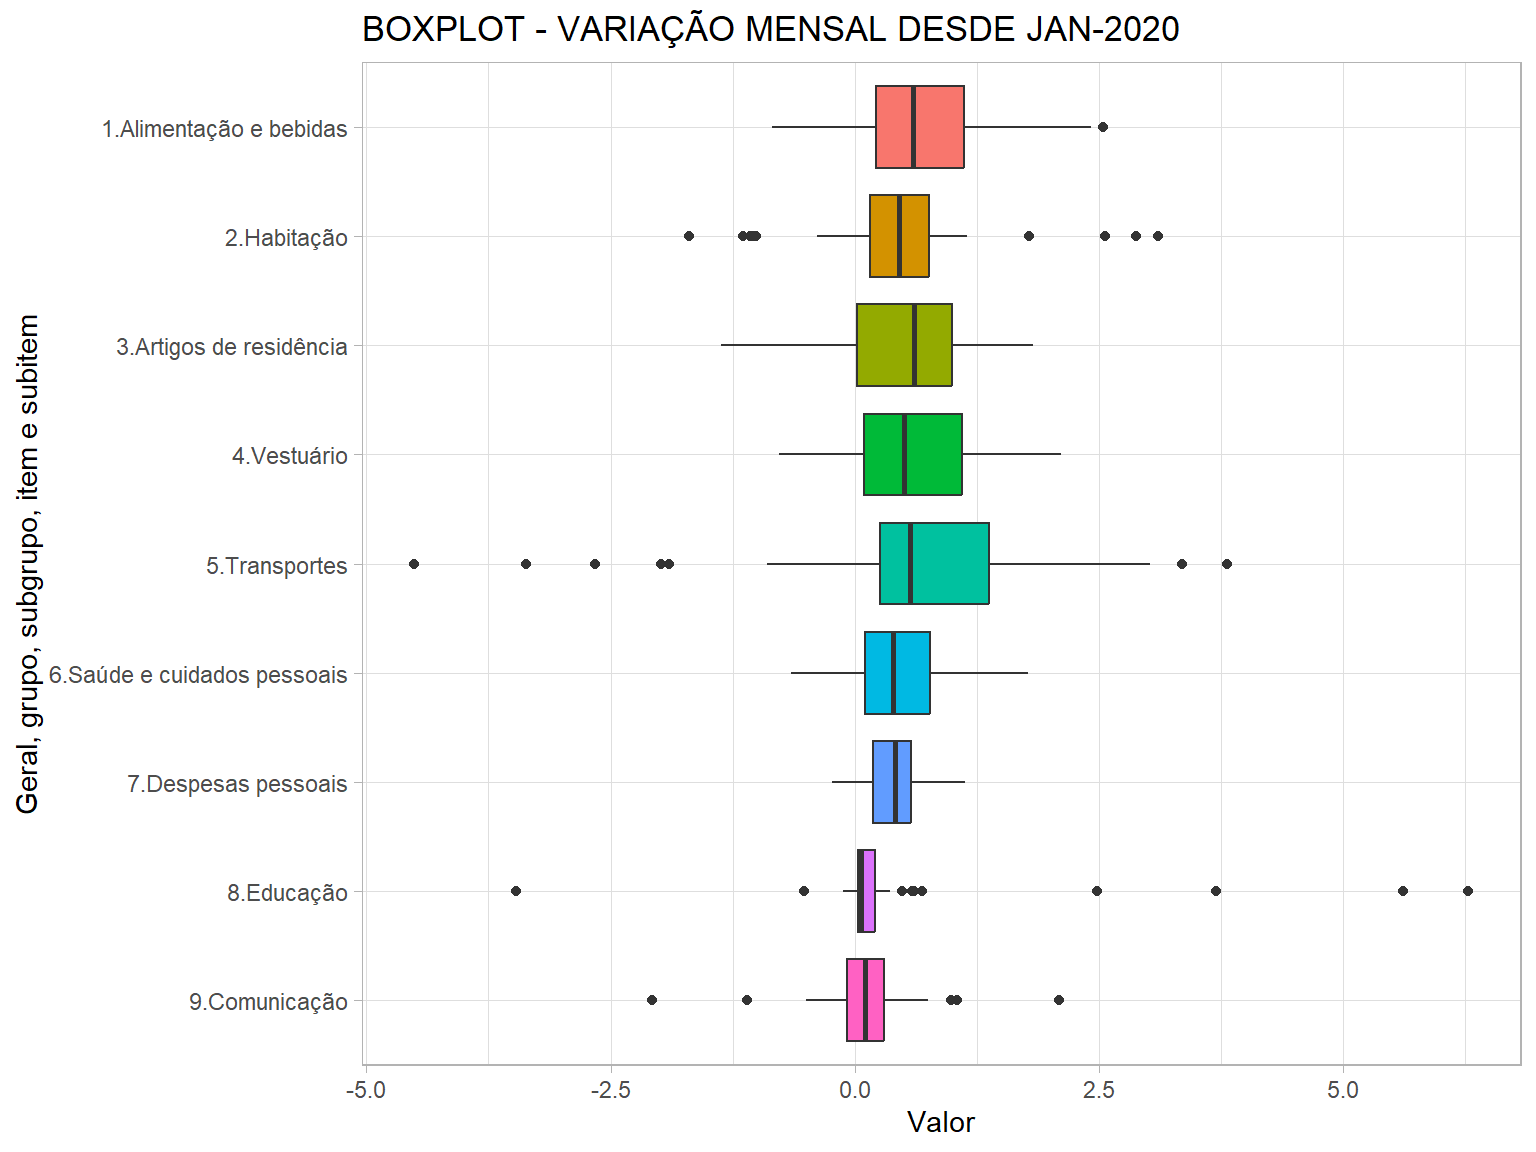 BOXPLOT - VARIAÇÃO MENSAL DESDE JAN-2020
Geral, grupo, subgrupo, item e subitem
1.Alimentação e bebidas
2.Habitação
3.Artigos de residência
4.Vestuário
5.Transportes
6.Saúde e cuidados pessoais
7.Despesas pessoais
8.Educação
9.Comunicação
-5.0 -2.5 0.0 2.5 5.0
Valor